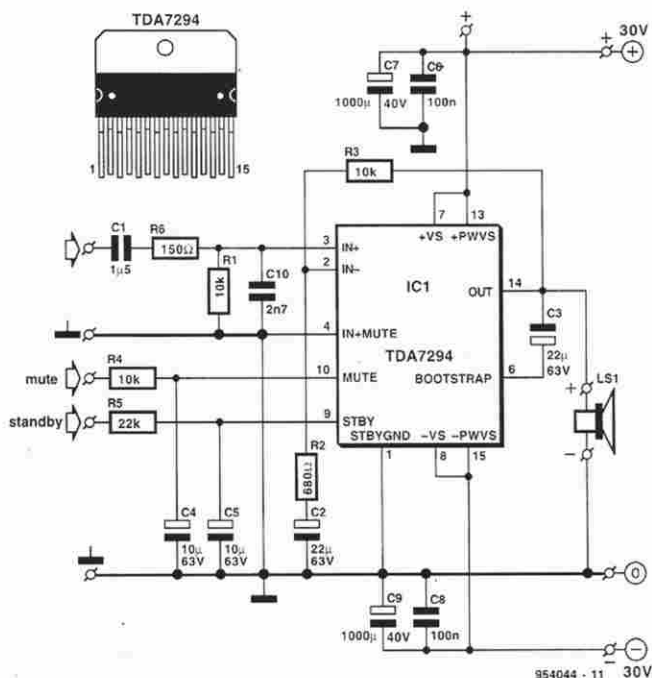 TDA7294
1
15
+
+
30V
+
C7
C6
1000µ
40V
100n
R3
10k
7
13
+VS
+PWVS
C1
R6
1µ5
150Ω
3
IN+
2
IN-
R1
10k
C10
2n7
IC1
14
OUT
C3
22µ
63V
4
IN+MUTE
TDA7294
mute
R4
10k
10
MUTE
BOOTSTRAP
6
LS1
+
standby
R5
22k
9
STBY
STBYGND
−VS
−PWVS
−
1
8
15
R2
680Ω
C4
C5
C2
10µ
63V
10µ
63V
22µ
63V
0
C9
C8
1000µ
40V
100n
−
−
954044 - 11
30V